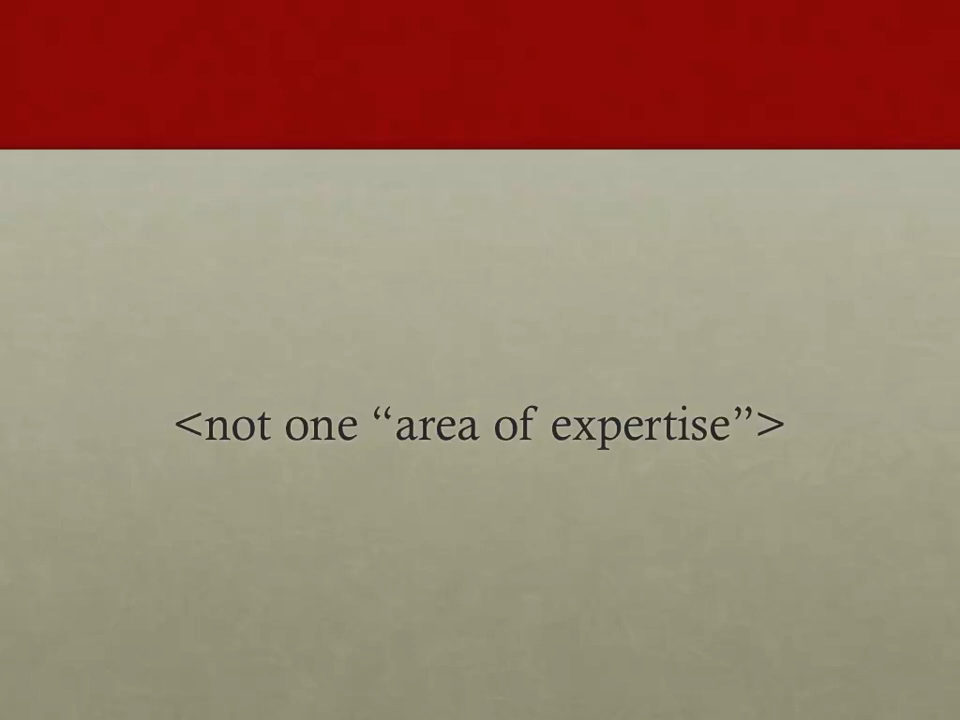 <not one “area of expertise”>